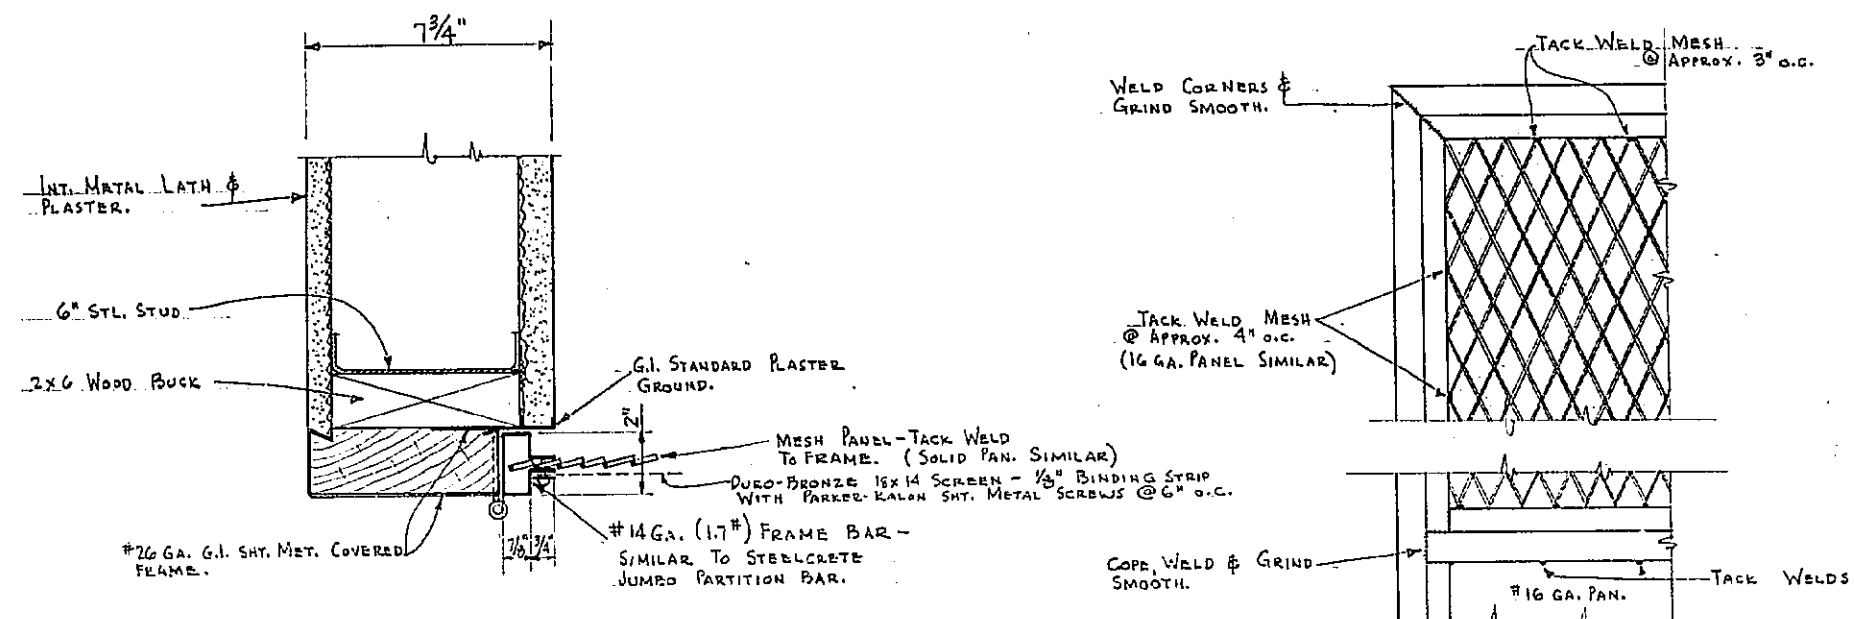 7 3/4"
INT. METAL LATH &
PLASTER.
6" STL. STUD
2x6 WOOD BUCK
G.I. STANDARD PLASTER
GROUND.
2"
MESH PANEL-TACK WELD
TO FRAME. (SOLID PAN. SIMILAR)
DURO-BRONZE 18x14 SCREEN - 1/8" BINDING STRIP
WITH PARKER-KALON SHT. METAL SCREWS @ 6" O.C.
#14 GA. (1.7#) FRAME BAR -
SIMILAR TO STEELCRETE
JUMBO PARTITION BAR.
7/8" 3/4"
#26 GA. G.I. SHT. MET. COVERED
FRAME.
TACK WELD MESH
@ APPROX. 3" O.C.
WELD CORNERS &
GRIND SMOOTH.
TACK WELD MESH
@ APPROX. 4" O.C.
(16 GA. PANEL SIMILAR)
COPE, WELD & GRIND
SMOOTH.
TACK WELDS
#16 GA. PAN.